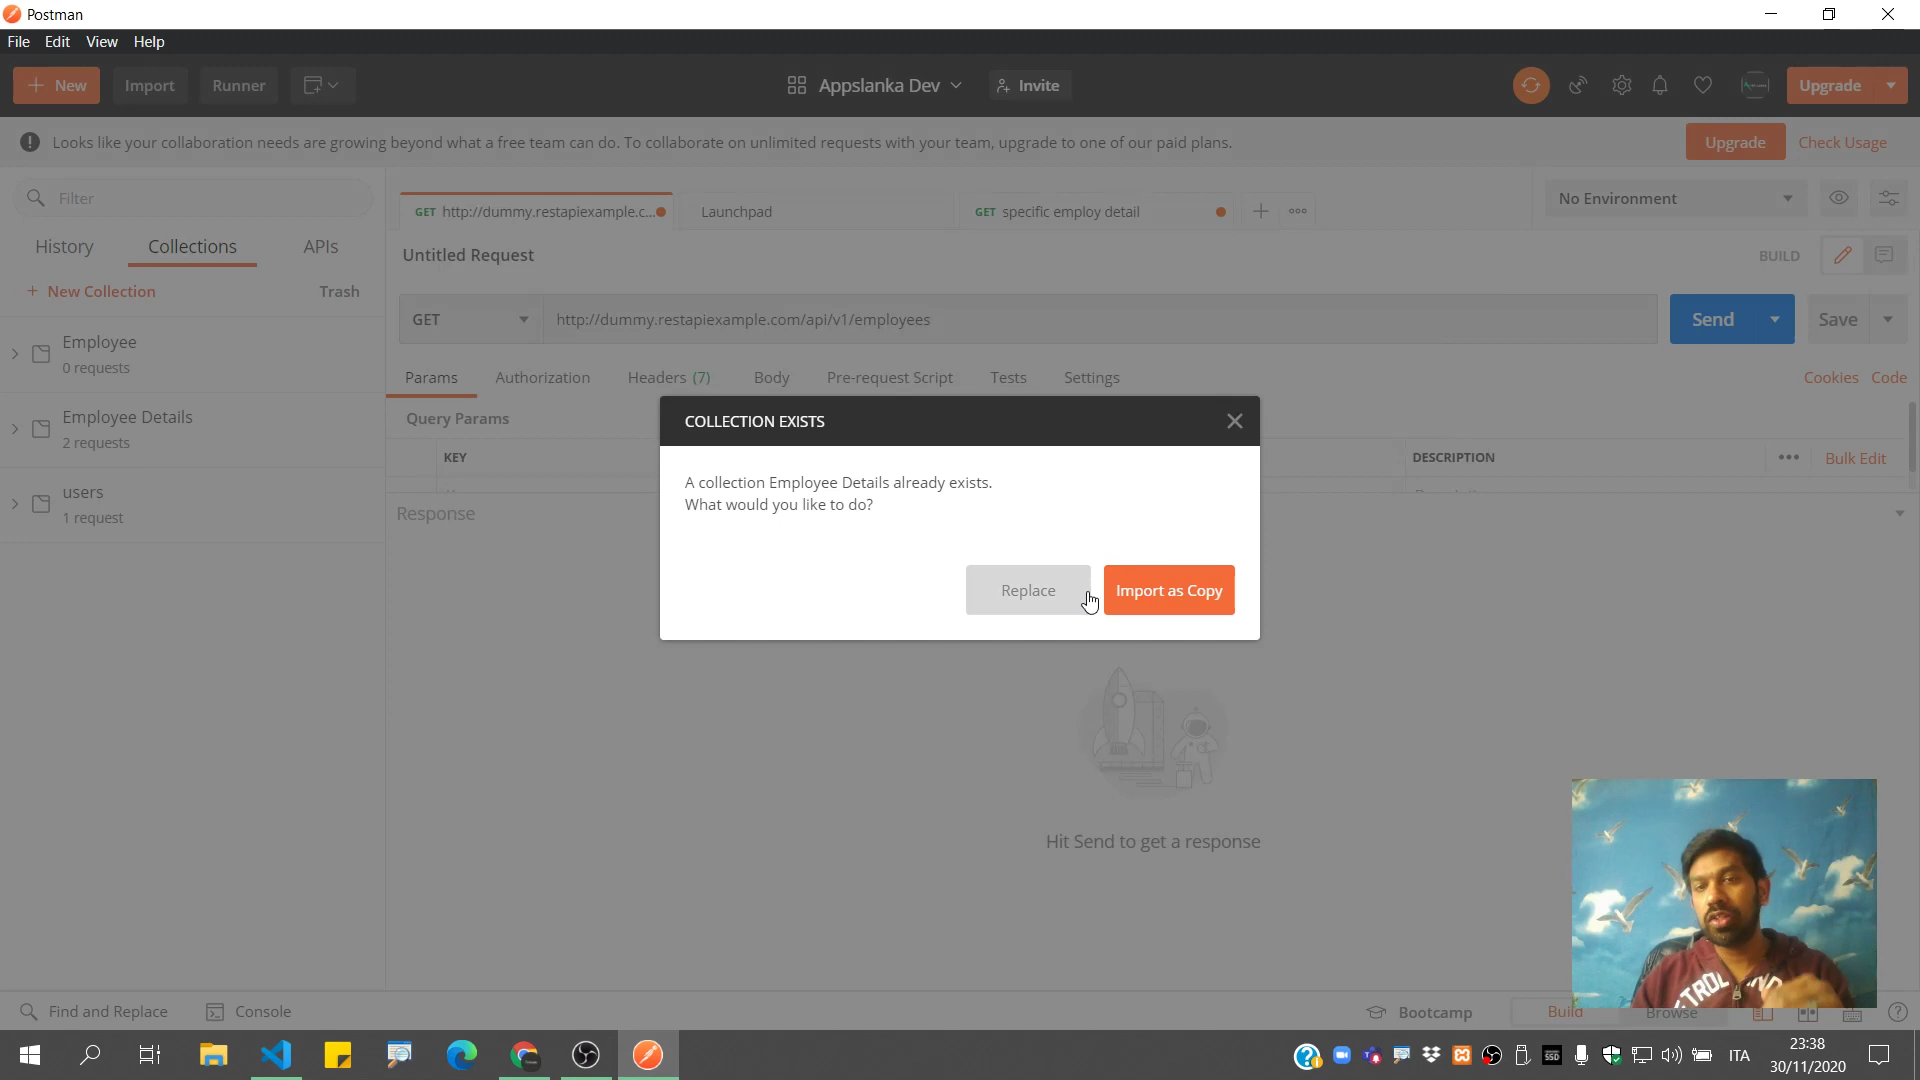 Postman
File Edit View Help
New Import Runner Appslanka Dev Invite Upgrade
Looks like your collaboration needs are growing beyond what a free team can do. To collaborate on unlimited requests with your team, upgrade to one of our paid plans. Upgrade Check Usage
Filter
GET http://dummy.restapiexample.c... Launchpad GET specific employ detail No Environment
History Collections APIs
Untitled Request BUILD
+ New Collection Trash
GET http://dummy.restapiexample.com/api/v1/employees Send Save
Employee
0 requests
Params Authorization Headers (7) Body Pre-request Script Tests Settings Cookies Code
Employee Details
2 requests
Query Params
KEY DESCRIPTION Bulk Edit
users
1 request
Response
COLLECTION EXISTS
A collection Employee Details already exists.
What would you like to do?
Replace Import as Copy
Hit Send to get a response
Find and Replace Console Bootcamp Build Browse
ITA
23:38
30/11/2020